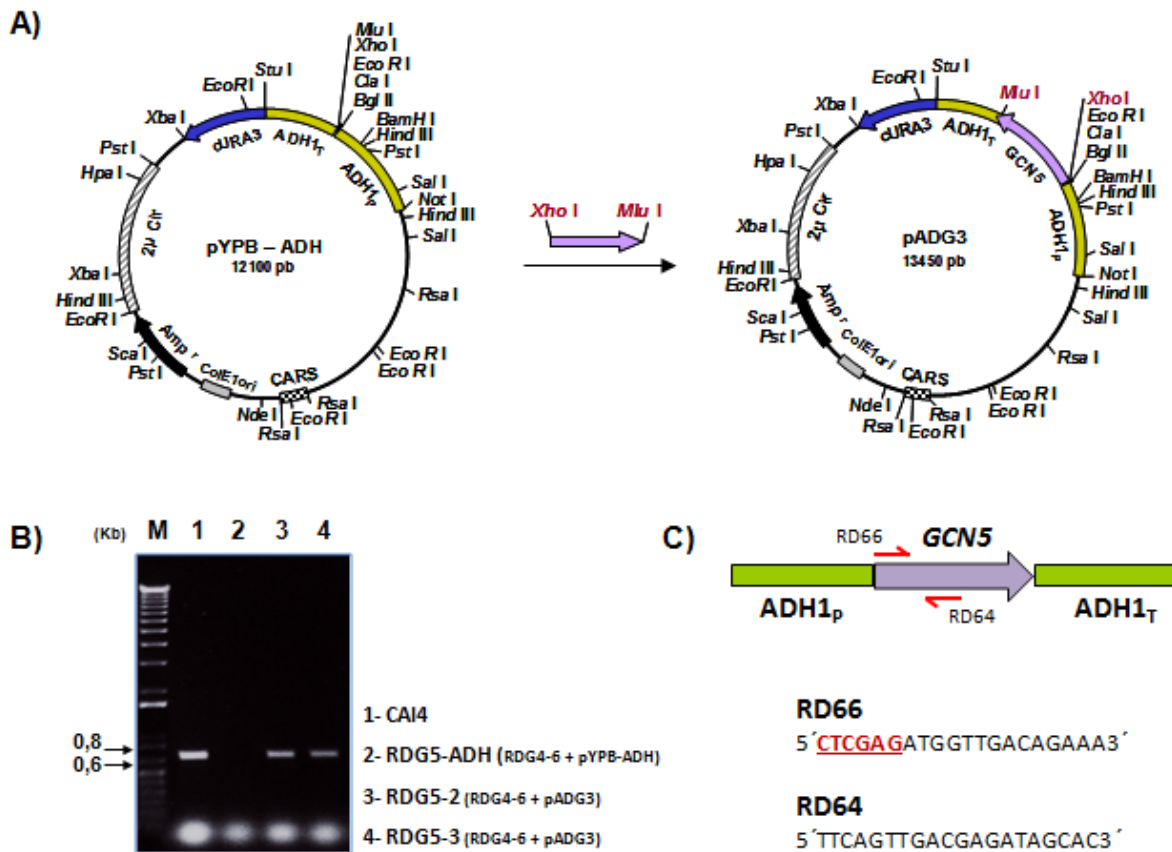 A)
Mlu I
Xho I
Eco R I
Cla I
Bgl II
BamH I
Hind III
Pst I
Sal I
Not I
Hind III
Sal I
Rsa I
Eco R I
Eco R I
Rsa I
Eco R I
Rsa I
Nde I
Pst I
Sca I
EcoR I
Hind III
Xba I
Hpa I
Pst I
Xba I
EcoR I
Stu I
cURA3
ADH1T
ADH1P
2µ Cir
Amp r
ColE1ori
CARS
pYPB – ADH
12100 pb
Xho I
Mlu I
Stu I
Mlu I
Xho I
Eco R I
Cla I
Bgl II
BamH I
Hind III
Pst I
Sal I
Not I
Hind III
Sal I
Rsa I
Eco R I
Eco R I
Rsa I
Eco R I
Rsa I
Nde I
Pst I
Sca I
EcoR I
Hind III
Xba I
Hpa I
Pst I
Xba I
EcoR I
cURA3
ADH1T
GCN5
ADH1P
2µ Cir
Amp r
ColE1ori
CARS
pADG3
13450 pb
B)
(Kb) M 1 2 3 4
0,8
0,6
1- CAI4
2- RDG5-ADH (RDG4-6 + pYPB-ADH)
3- RDG5-2 (RDG4-6 + pADG3)
4- RDG5-3 (RDG4-6 + pADG3)
C)
RD66 GCN5
ADH1P RD64 ADH1T
RD66
5´CTCGAGATGGTTGACAGAAA3´
RD64
5´TTCAGTTGACGAGATAGCAC3´